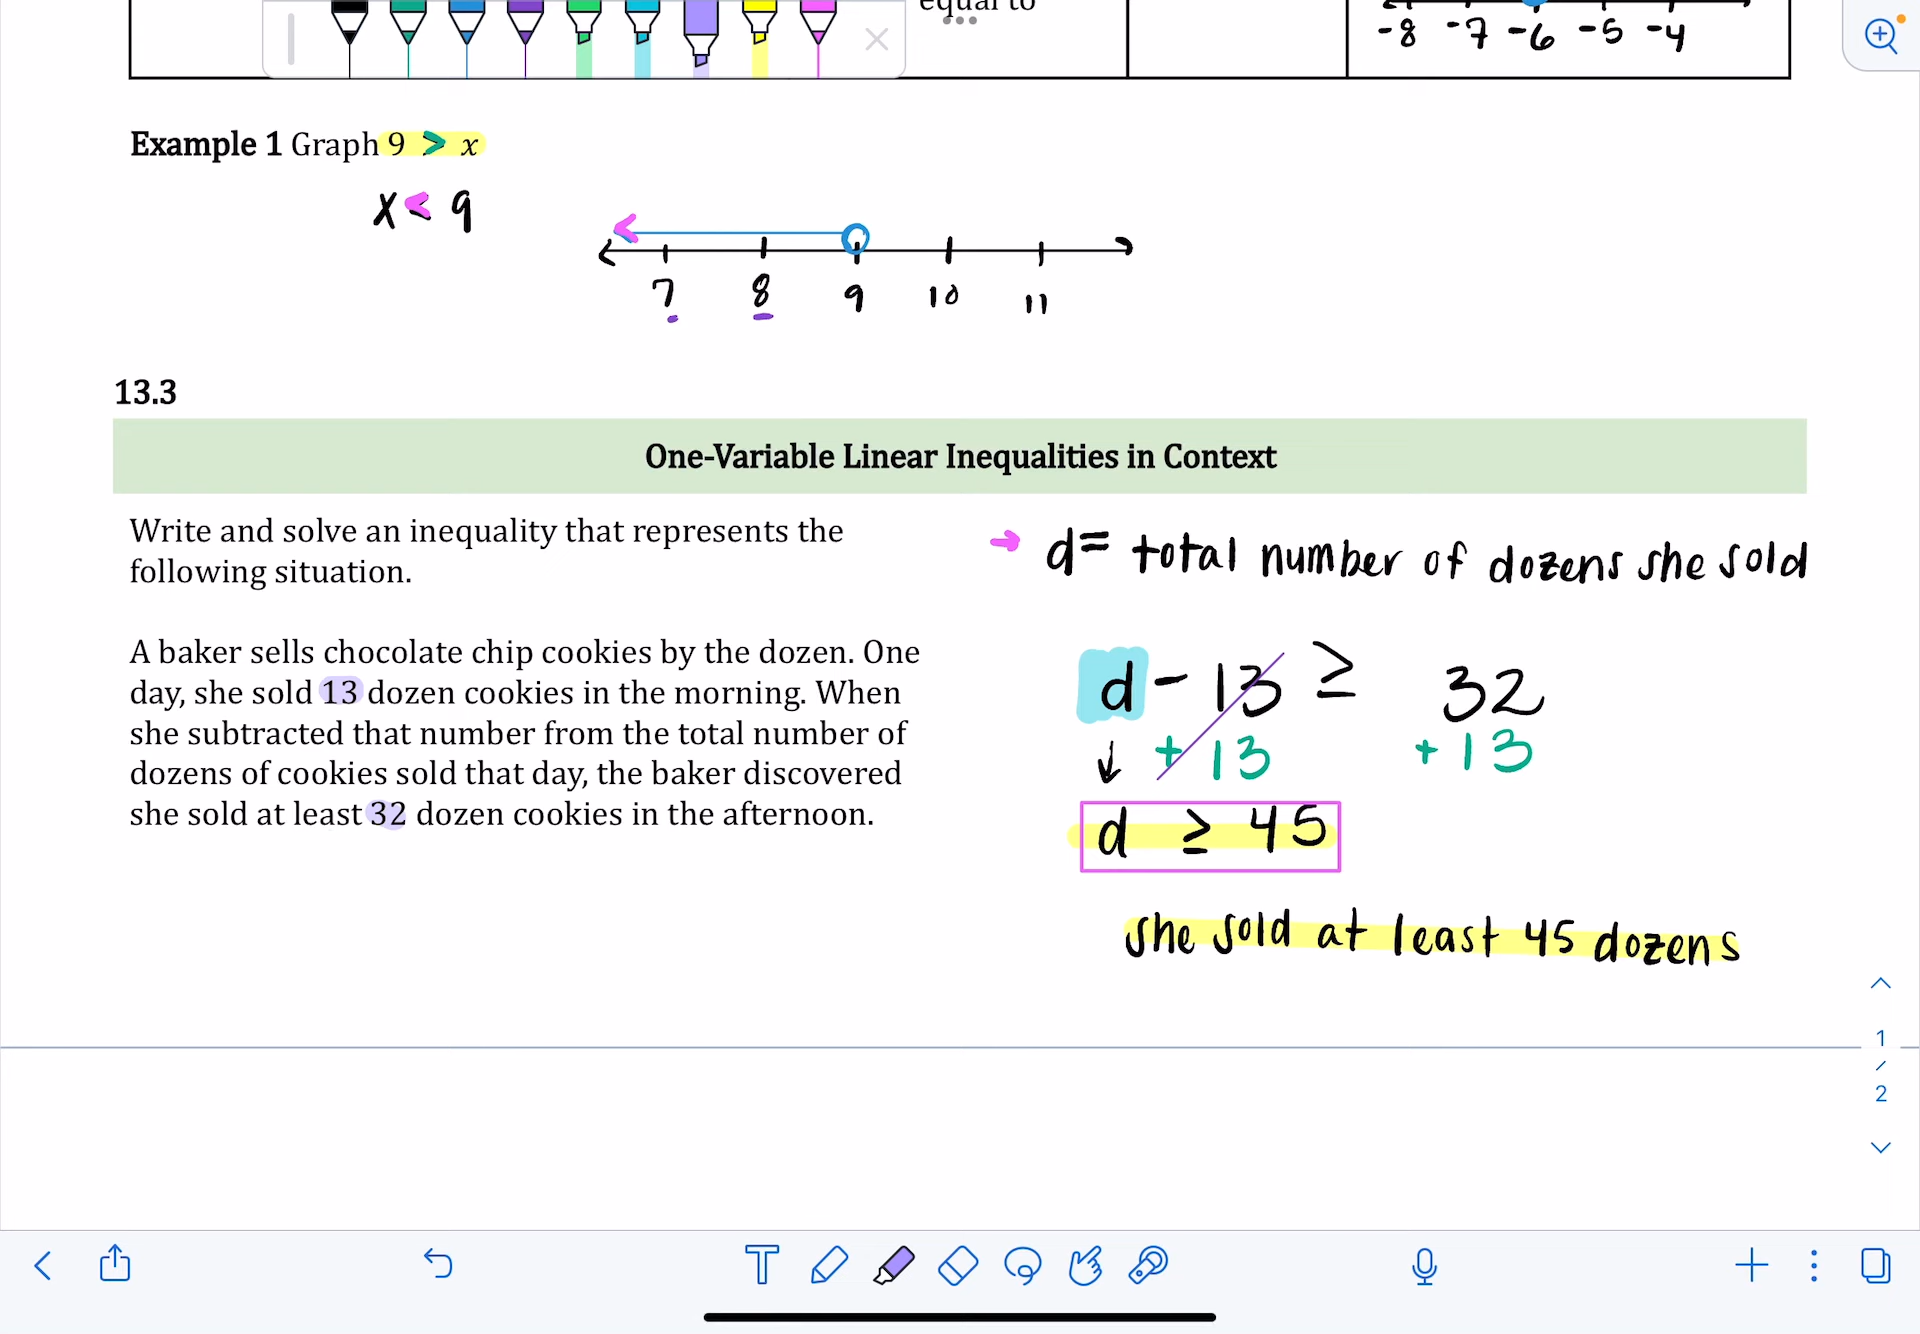 equal to
-8 -7 -6 -5 -4
Example 1 Graph 9 > x
x < 9
7 8 9 10 11
13.3
One-Variable Linear Inequalities in Context
Write and solve an inequality that represents the
following situation.
A baker sells chocolate chip cookies by the dozen. One
day, she sold 13 dozen cookies in the morning. When
she subtracted that number from the total number of
dozens of cookies sold that day, the baker discovered
she sold at least 32 dozen cookies in the afternoon.
d = total number of dozens she sold
d - 13 ≥ 32
+ 13 + 13
d ≥ 45
she sold at least 45 dozens
1
/
2